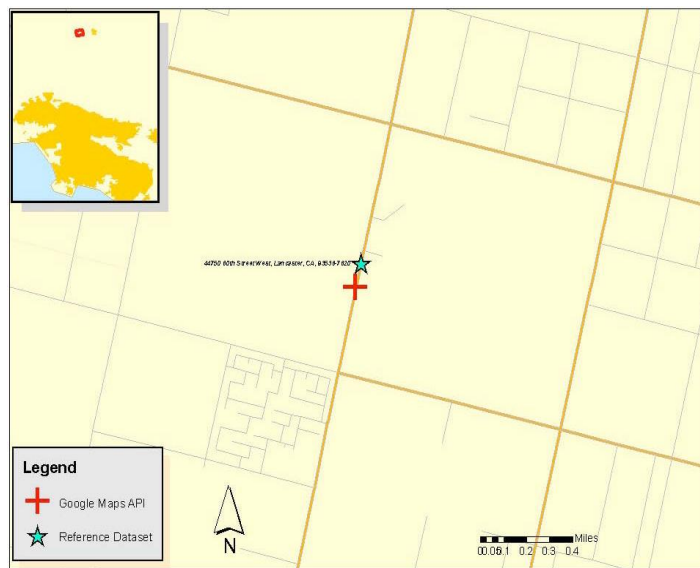 44750 60th Street West, Lancaster, CA, 93536-7620
Legend
Google Maps API
Reference Dataset
N
Miles
0 0.05 0.1 0.2 0.3 0.4